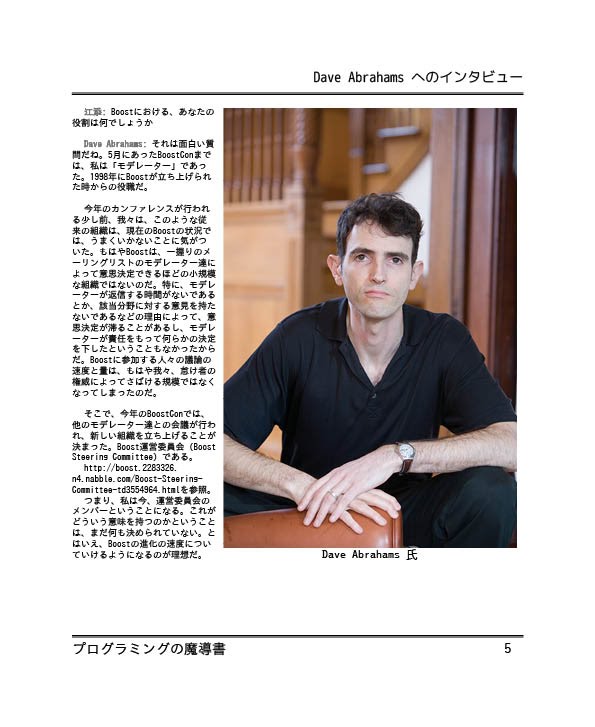 Dave Abrahams へのインタビュー
江添: Boostにおける、あなたの
役割は何でしょうか
Dave Abrahams: それは面白い質
問だね。5月にあったBoostConまで
は、私は「モデレーター」であっ
た。1998年にBoostが立ち上げられ
た時からの役職だ。
今年のカンファレンスが行われ
る少し前、我々は、このような従
来の組織は、現在のBoostの状況で
は、うまくいかないことに気がつ
いた。もはやBoostは、一握りのメ
ーリングリストのモデレーター達に
よって意思決定できるほどの小規模
な組織ではないのだ。特に、モデレ
ーターが返信する時間がないである
とか、該当分野に対する意見を持た
ないであるなどの理由によって、意
思決定が滞ることがあるし、モデレ
ーターが責任をもって何らかの決定
を下したということもなかったから
だ。Boostに参加する人々の議論の
速度と量は、もはや我々、怠け者の
権威によってさばける規模ではなく
なってしまったのだ。
そこで、今年のBoostConでは、
他のモデレーター達との会議が行わ
れ、新しい組織を立ち上げることが
決まった。Boost運営委員会 (Boost
Steering Committee) である。
http://boost.2283326.
n4.nabble.com/Boost-Steering-
Committee-td3554964.htmlを参照。
つまり、私は今、運営委員会の
メンバーということになる。これが
どういう意味を持つのかということ
は、まだ何も決められていない。と
はいえ、Boostの進化の速度につい
ていけるようになるのが理想だ。
Dave Abrahams 氏
プログラミングの魔導書
5